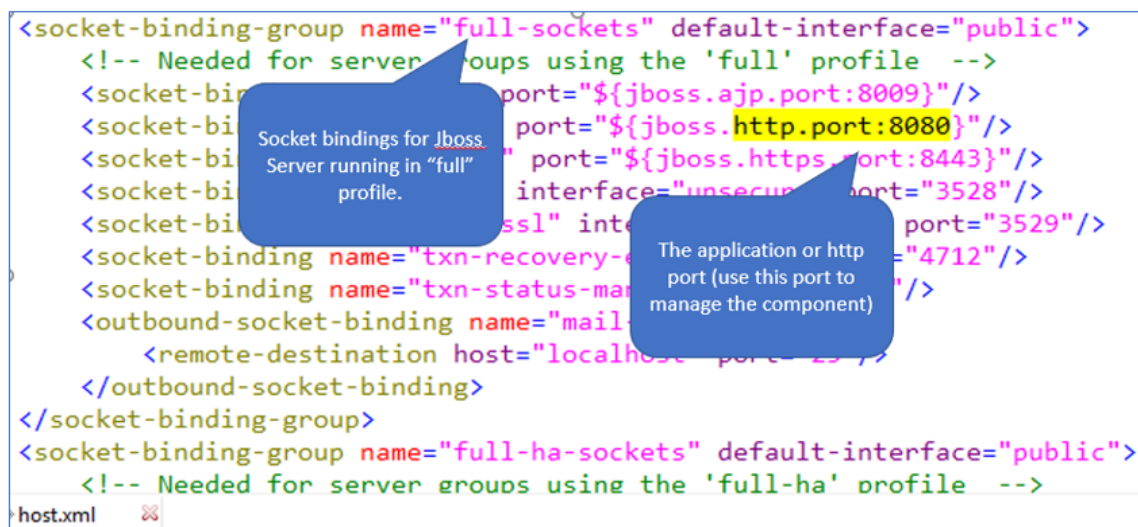 <socket-binding-group name="full-sockets" default-interface="public">
<!-- Needed for server groups using the 'full' profile -->
<socket-bin port="${jboss.ajp.port:8009}"/>
<socket-bi port="${jboss.http.port:8080}"/>
<socket-bi " port="${jboss.https.port:8443}"/>
<socket-bi interface="unsecure port="3528"/>
<socket-bi ssl" inte port="3529"/>
<socket-binding name="txn-recovery-e ="4712"/>
<socket-binding name="txn-status-ma "/>
<outbound-socket-binding name="mail-
<remote-destination host="localhost" port="25"/>
</outbound-socket-binding>
</socket-binding-group>
<socket-binding-group name="full-ha-sockets" default-interface="public">
<!-- Needed for server groups using the 'full-ha' profile -->
Socket bindings for Jboss
Server running in “full”
profile.
The application or http
port (use this port to
manage the component)
host.xml